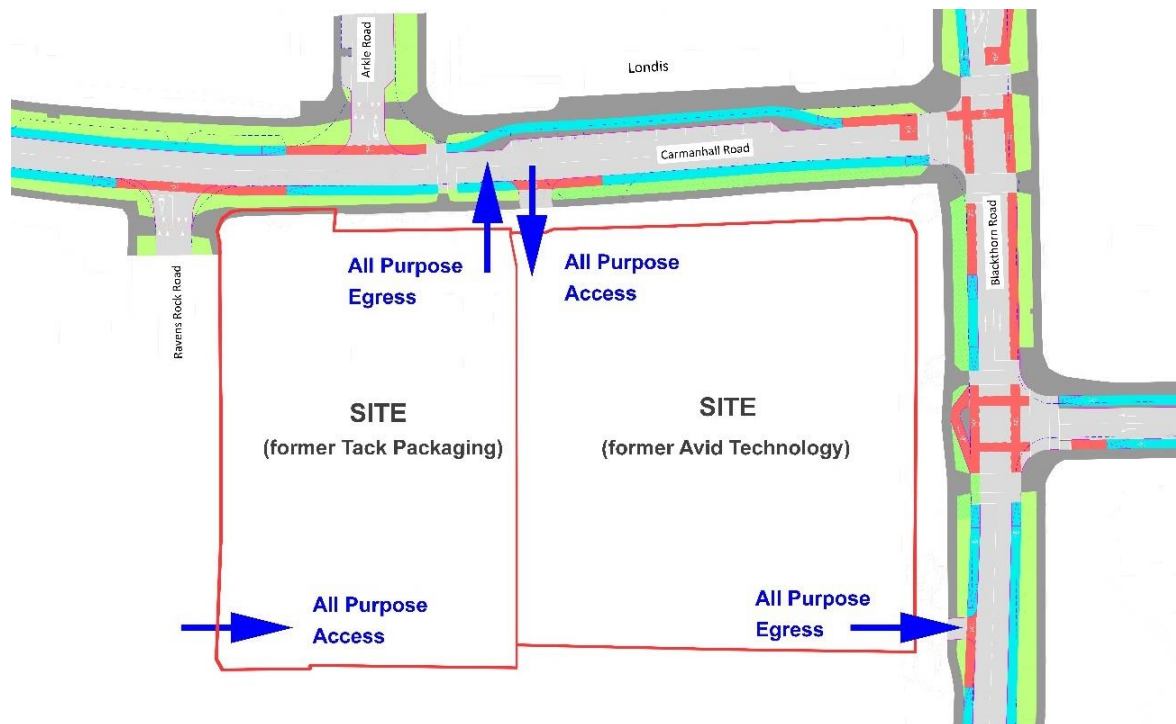 Arkle Road
Londis
Carmanhall Road
Blackthorn Road
Ravens Rock Road
All Purpose
Egress
All Purpose
Access
SITE
(former Tack Packaging)
SITE
(former Avid Technology)
All Purpose
Access
All Purpose
Egress